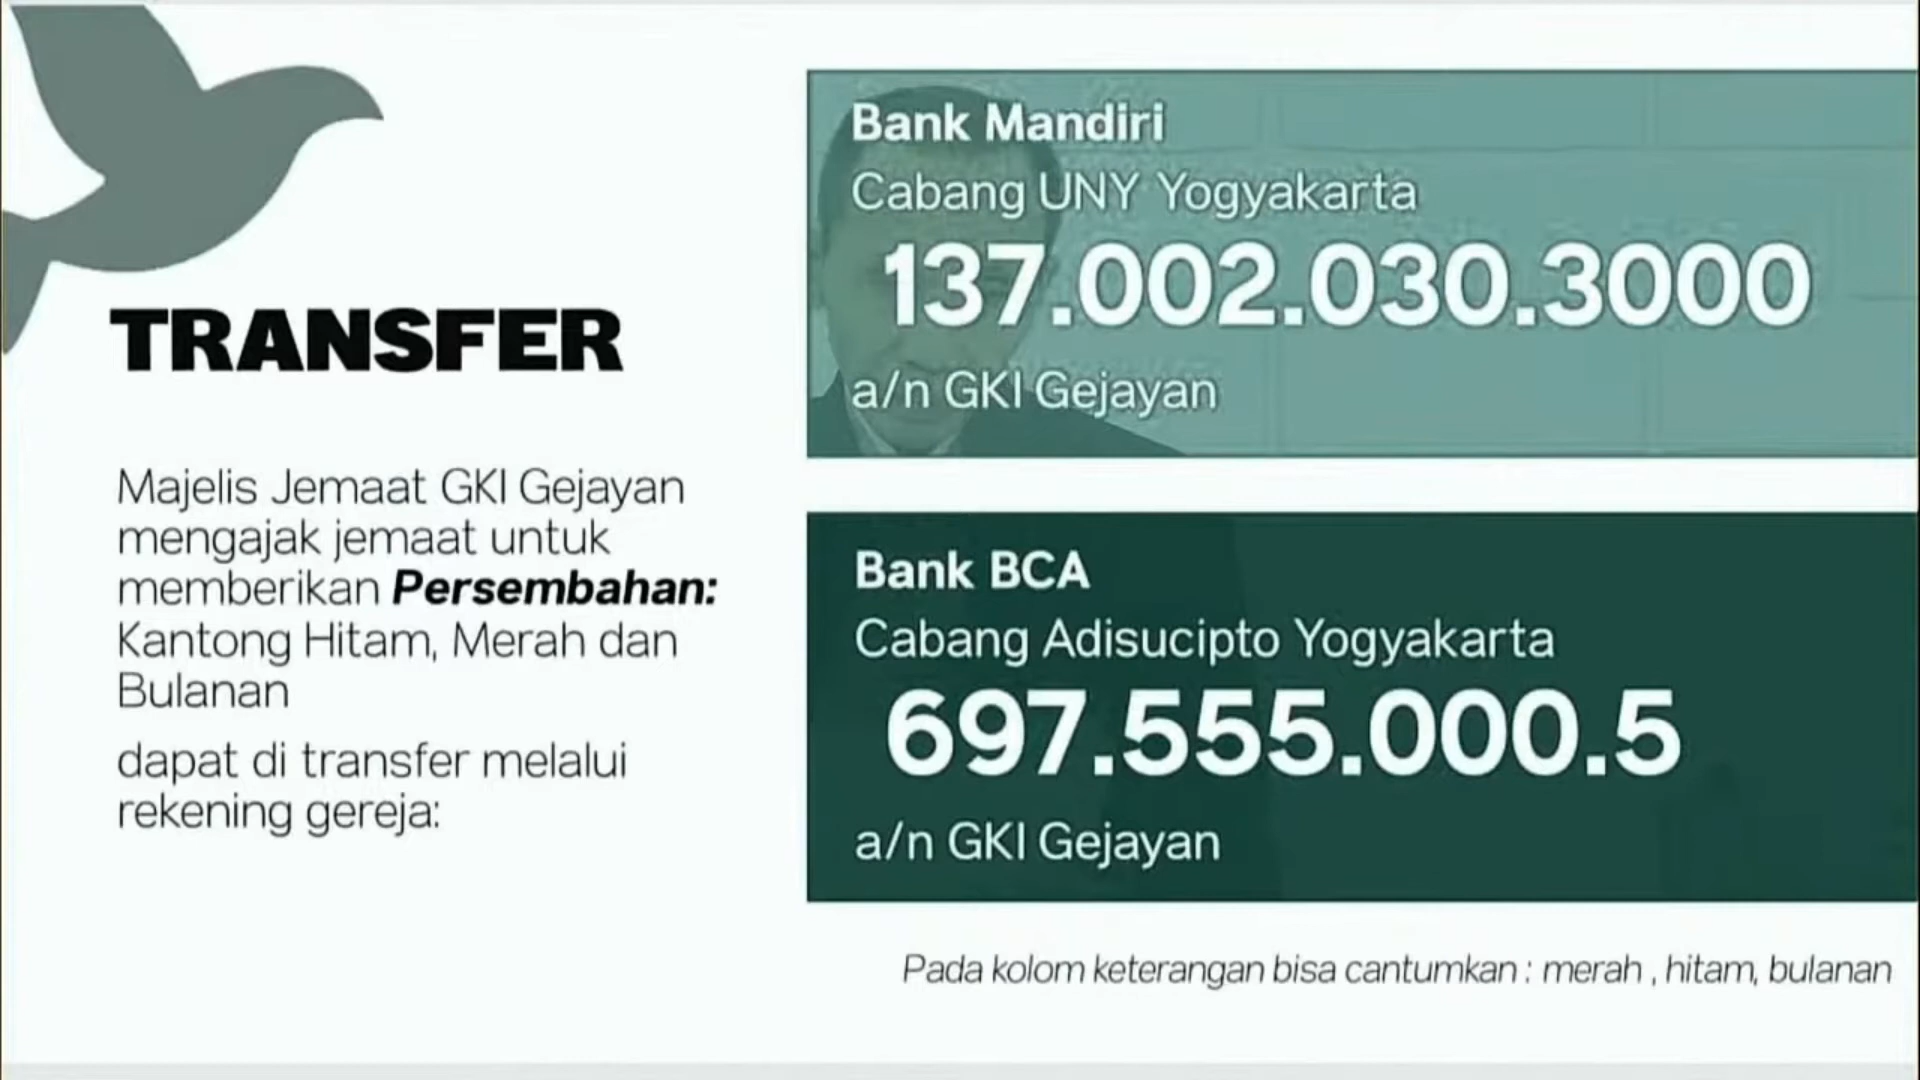 TRANSFER
Majelis Jemaat GKI Gejayan
mengajak jemaat untuk
memberikan Persembahan:
Kantong Hitam, Merah dan
Bulanan
dapat di transfer melalui
rekening gereja:
Bank Mandiri
Cabang UNY Yogyakarta
137.002.030.3000
a/n GKI Gejayan
Bank BCA
Cabang Adisucipto Yogyakarta
697.555.000.5
a/n GKI Gejayan
Pada kolom keterangan bisa cantumkan : merah , hitam, bulanan